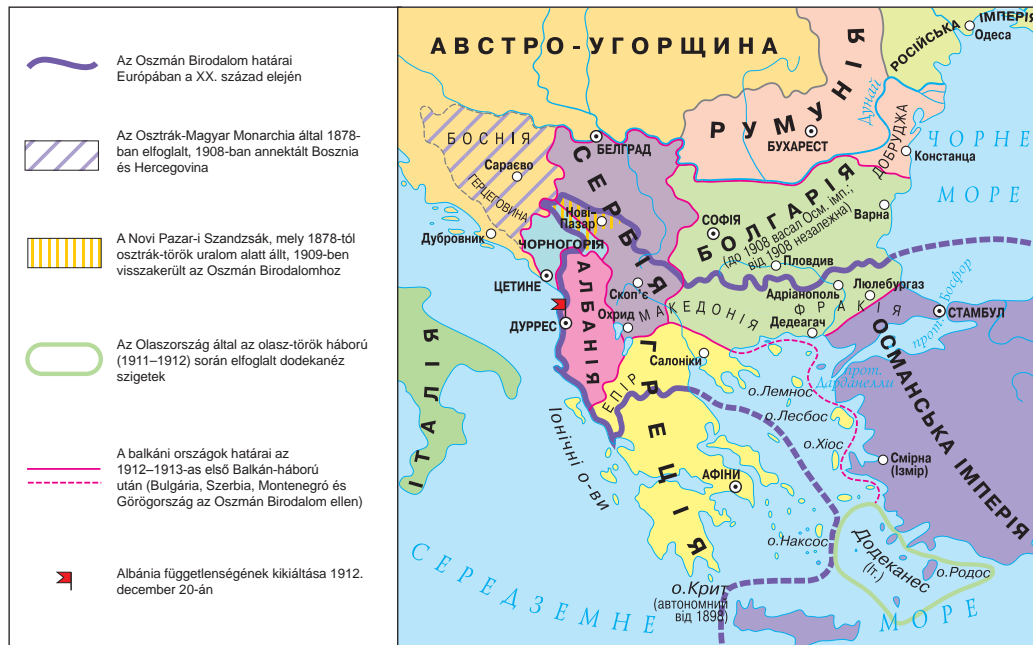 Az Oszmán Birodalom határai
Európában a XX. század elején
Az Osztrák-Magyar Monarchia által 1878-
ban elfoglalt, 1908-ban annektált Bosznia
és Hercegovina
A Novi Pazar-i Szandzsák, mely 1878-tól
osztrák-török uralom alatt állt, 1909-ben
visszakerült az Oszmán Birodalomhoz
Az Olaszország által az olasz-török háború
(1911–1912) során elfoglalt dodekanéz
szigetek
A balkáni országok határai az
1912–1913-as első Balkán-háború
után (Bulgária, Szerbia, Montenegró és
Görögország az Oszmán Birodalom ellen)
Albánia függetlenségének kikiáltása 1912.
december 20-án
АВСТРО-УГОРЩИНА
РОСІЙСЬКА ІМПЕРІЯ
Одеса
РУМУНІЯ
Дунай
БУХАРЕСТ
ДОБРУДЖА
Констанца
ЧОРНЕ
МОРЕ
БОСНІЯ
Сараєво
ГЕРЦЕГОВИНА
БЕЛГРАД
СЕРБІЯ
Нові-
Пазар
Дубровник
ЧОРНОГОРІЯ
ЦЕТИНЕ
СОФІЯ
БОЛГАРІЯ
(до 1908 васал Осм. імп.;
від 1908 незалежна)
Варна
Пловдив
Скоп'є
АЛБАНІЯ
ДУРРЕС
Охрид
МАКЕДОНІЯ
ФРАКІЯ
Адріанополь
Люлебургаз
Дедеагач
прот. Босфор
СТАМБУЛ
прот.
Дарданелли
ОСМАНСЬКА ІМПЕРІЯ
Салоніки
ЕПІР
ГРЕЦІЯ
ІТАЛІЯ
Іонічні о-ви
о.Лемнос
о.Лесбос
о.Хіос
Смірна
(Ізмір)
АФІНИ
о.Наксос
Додеканес
(Іт.)
о.Родос
о.Крит
(автономний
від 1898)
СЕРЕДЗЕМНЕ МОРЕ